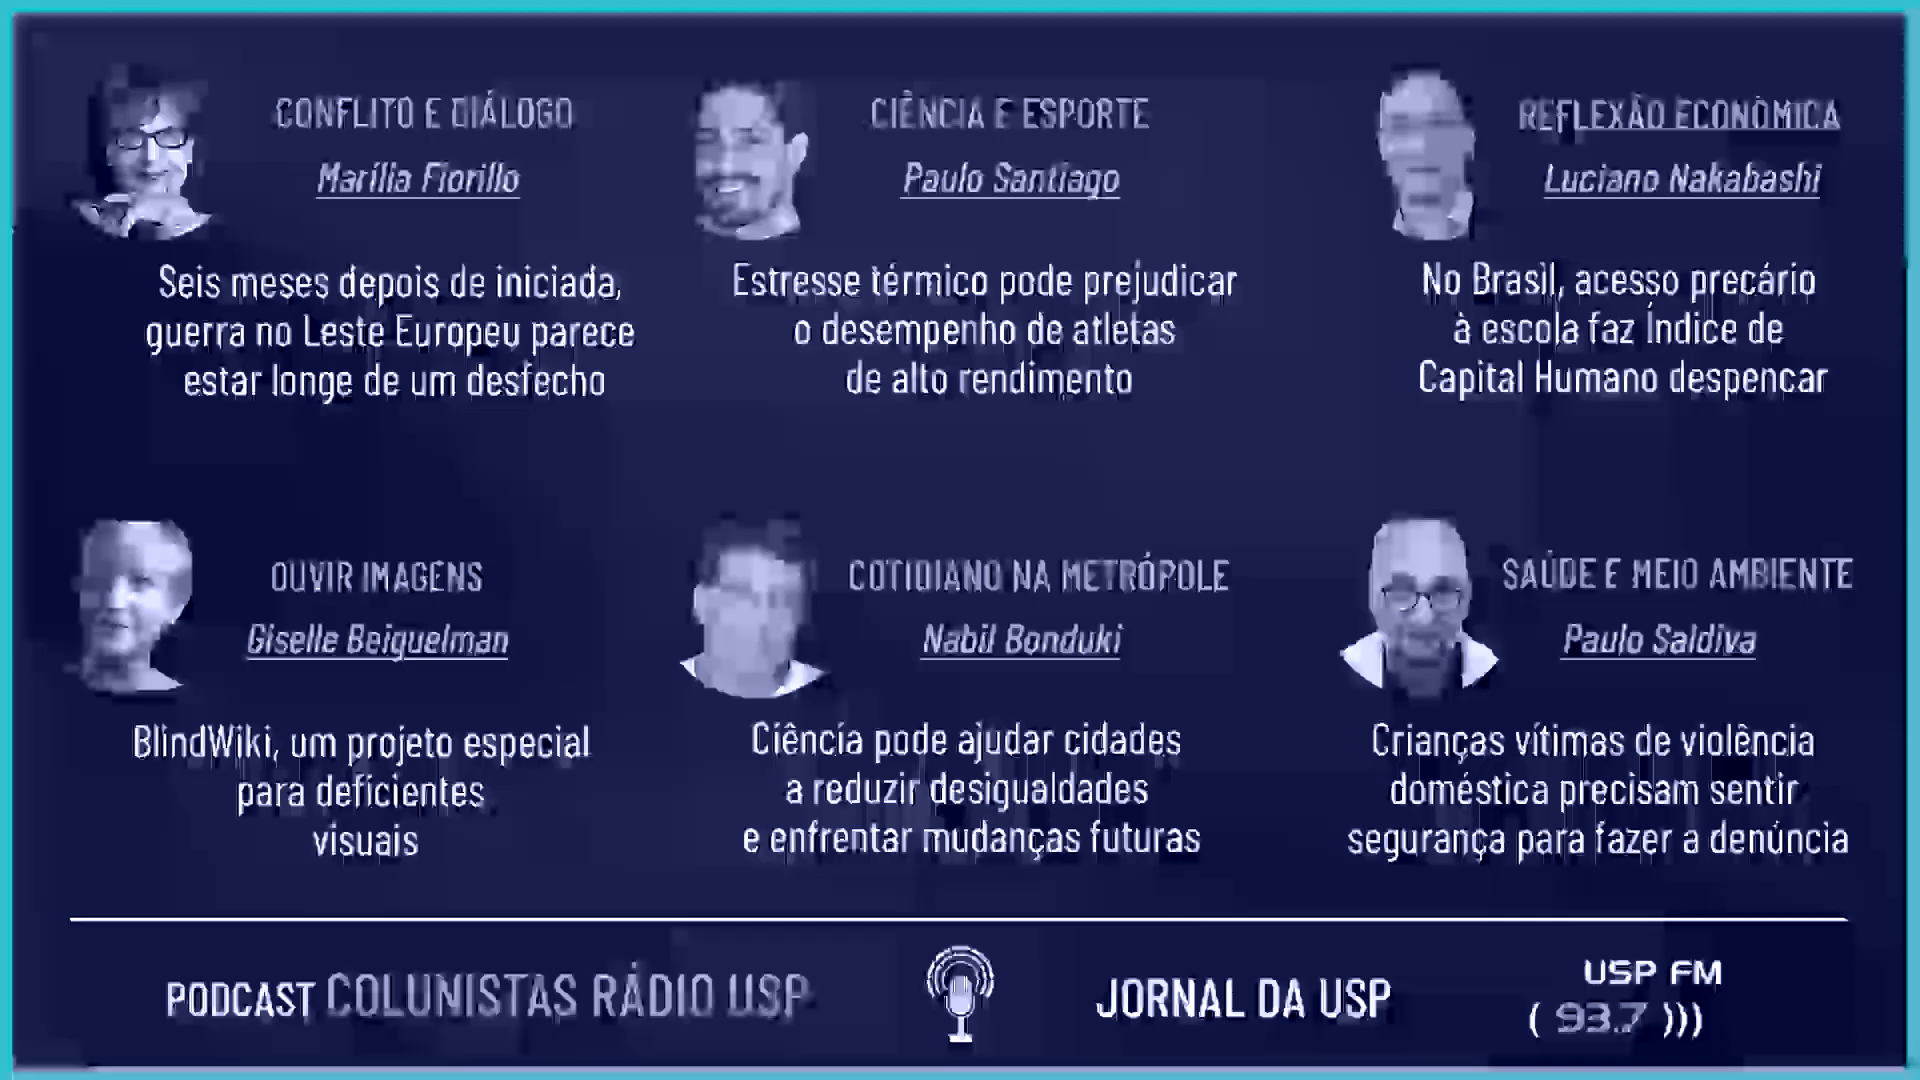 CONFLITO E DIÁLOGO
Marília Fiorillo
Seis meses depois de iniciada,
guerra no Leste Europeu parece
estar longe de um desfecho
CIÊNCIA E ESPORTE
Paulo Santiago
Estresse térmico pode prejudicar
o desempenho de atletas
de alto rendimento
REFLEXÃO ECONÔMICA
Luciano Nakabashi
No Brasil, acesso precário
à escola faz Índice de
Capital Humano despencar
OUVIR IMAGENS
Giselle Beiguelman
BlindWiki, um projeto especial
para deficientes
visuais
COTIDIANO NA METRÓPOLE
Nabil Bonduki
Ciência pode ajudar cidades
a reduzir desigualdades
e enfrentar mudanças futuras
SAÚDE E MEIO AMBIENTE
Paulo Saldiva
Crianças vítimas de violência
doméstica precisam sentir
segurança para fazer a denúncia
PODCAST COLUNISTAS RÁDIO USP
JORNAL DA USP
USP FM
( 93.7 )))